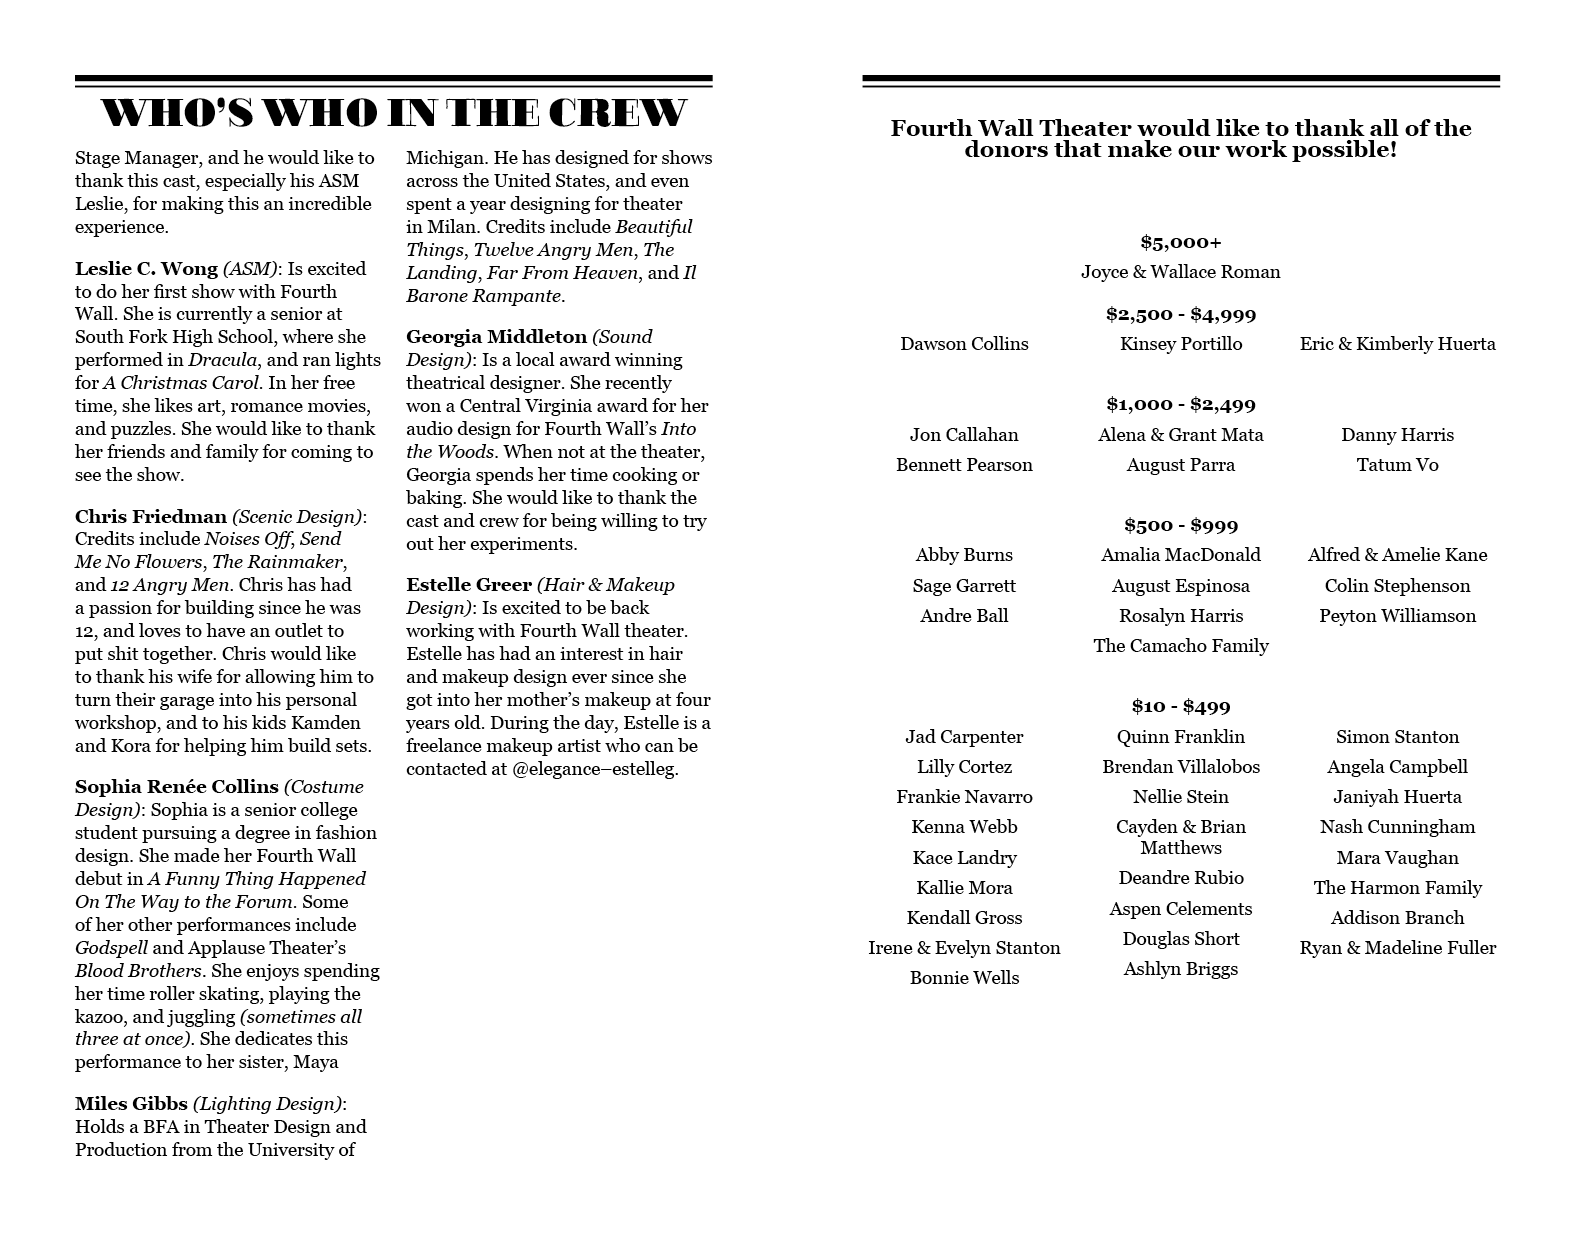 WHO'S WHO IN THE CREW
Stage Manager, and he would like to
thank this cast, especially his ASM
Leslie, for making this an incredible
experience.
Leslie C. Wong (ASM): Is excited
to do her first show with Fourth
Wall. She is currently a senior at
South Fork High School, where she
performed in Dracula, and ran lights
for A Christmas Carol. In her free
time, she likes art, romance movies,
and puzzles. She would like to thank
her friends and family for coming to
see the show.
Chris Friedman (Scenic Design):
Credits include Noises Off, Send
Me No Flowers, The Rainmaker,
and 12 Angry Men. Chris has had
a passion for building since he was
12, and loves to have an outlet to
put shit together. Chris would like
to thank his wife for allowing him to
turn their garage into his personal
workshop, and to his kids Kamden
and Kora for helping him build sets.
Sophia Renée Collins (Costume
Design): Sophia is a senior college
student pursuing a degree in fashion
design. She made her Fourth Wall
debut in A Funny Thing Happened
On The Way to the Forum. Some
of her other performances include
Godspell and Applause Theater’s
Blood Brothers. She enjoys spending
her time roller skating, playing the
kazoo, and juggling (sometimes all
three at once). She dedicates this
performance to her sister, Maya
Miles Gibbs (Lighting Design):
Holds a BFA in Theater Design and
Production from the University of
Michigan. He has designed for shows
across the United States, and even
spent a year designing for theater
in Milan. Credits include Beautiful
Things, Twelve Angry Men, The
Landing, Far From Heaven, and Il
Barone Rampante.
Georgia Middleton (Sound
Design): Is a local award winning
theatrical designer. She recently
won a Central Virginia award for her
audio design for Fourth Wall’s Into
the Woods. When not at the theater,
Georgia spends her time cooking or
baking. She would like to thank the
cast and crew for being willing to try
out her experiments.
Estelle Greer (Hair & Makeup
Design): Is excited to be back
working with Fourth Wall theater.
Estelle has had an interest in hair
and makeup design ever since she
got into her mother’s makeup at four
years old. During the day, Estelle is a
freelance makeup artist who can be
contacted at @elegance–estelleg.
Fourth Wall Theater would like to thank all of the
donors that make our work possible!
$5,000+
Joyce & Wallace Roman
$2,500 - $4,999
Dawson Collins
Kinsey Portillo
Eric & Kimberly Huerta
$1,000 - $2,499
Jon Callahan
Bennett Pearson
Alena & Grant Mata
August Parra
Danny Harris
Tatum Vo
$500 - $999
Abby Burns
Sage Garrett
Andre Ball
Amalia MacDonald
August Espinosa
Rosalyn Harris
The Camacho Family
Alfred & Amelie Kane
Colin Stephenson
Peyton Williamson
$10 - $499
Jad Carpenter
Lilly Cortez
Frankie Navarro
Kenna Webb
Kace Landry
Kallie Mora
Kendall Gross
Irene & Evelyn Stanton
Bonnie Wells
Quinn Franklin
Brendan Villalobos
Nellie Stein
Cayden & Brian
Matthews
Deandre Rubio
Aspen Celements
Douglas Short
Ashlyn Briggs
Simon Stanton
Angela Campbell
Janiyah Huerta
Nash Cunningham
Mara Vaughan
The Harmon Family
Addison Branch
Ryan & Madeline Fuller